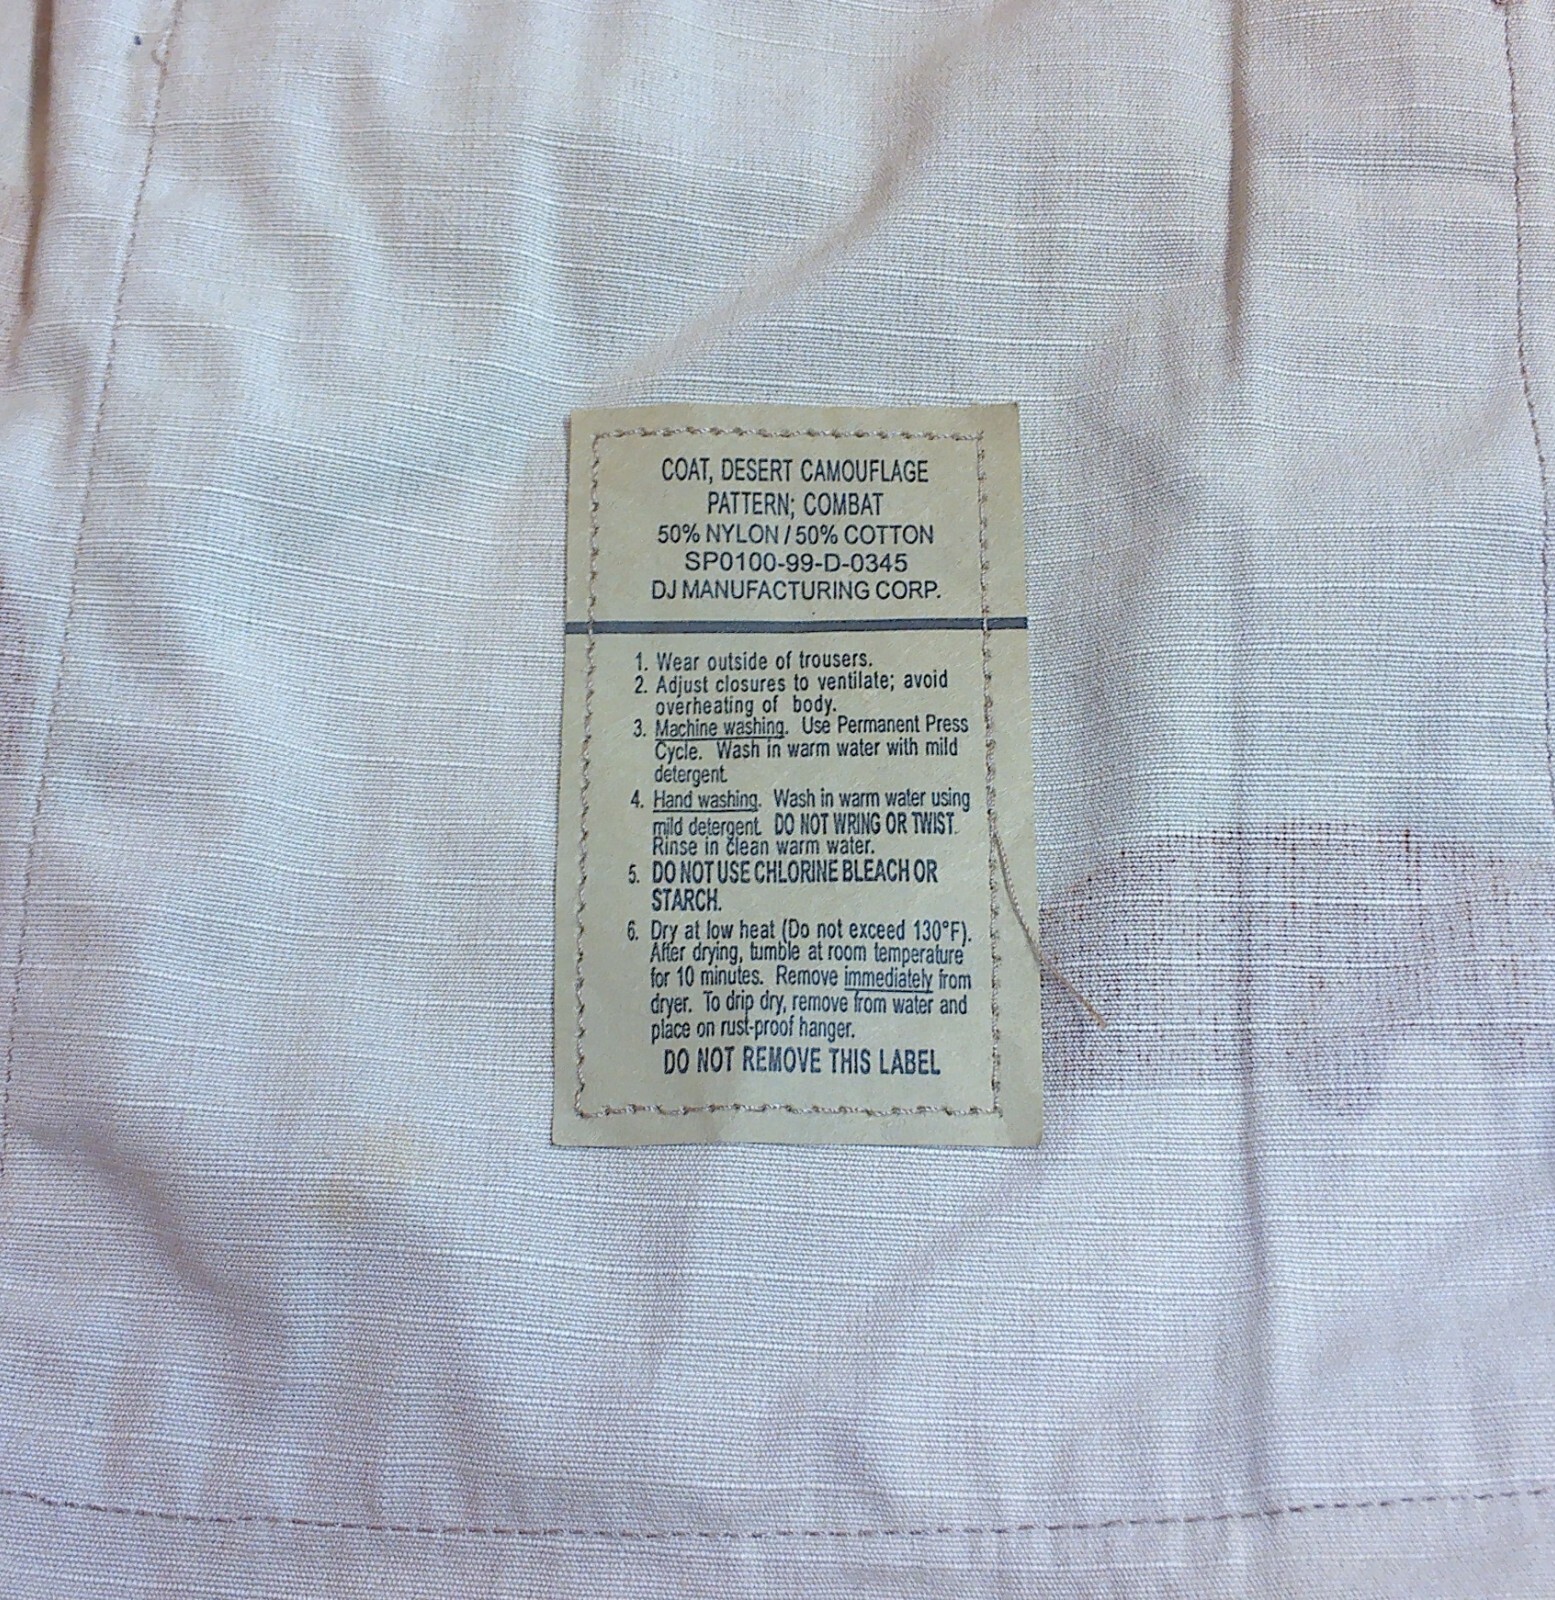 COAT, DESERT CAMOUFLAGE
PATTERN; COMBAT
50% NYLON / 50% COTTON
SP0100-99-D-0345
DJ MANUFACTURING CORP.
1. Wear outside of trousers.
2. Adjust closures to ventilate; avoid
overheating of body.
3. Machine washing. Use Permanent Press
Cycle. Wash in warm water with mild
detergent.
4. Hand washing. Wash in warm water using
mild detergent. DO NOT WRING OR TWIST.
Rinse in clean warm water.
5. DO NOT USE CHLORINE BLEACH OR
STARCH.
6. Dry at low heat (Do not exceed 130°F).
After drying, tumble at room temperature
for 10 minutes. Remove immediately from
dryer. To drip dry, remove from water and
place on rust-proof hanger.
DO NOT REMOVE THIS LABEL